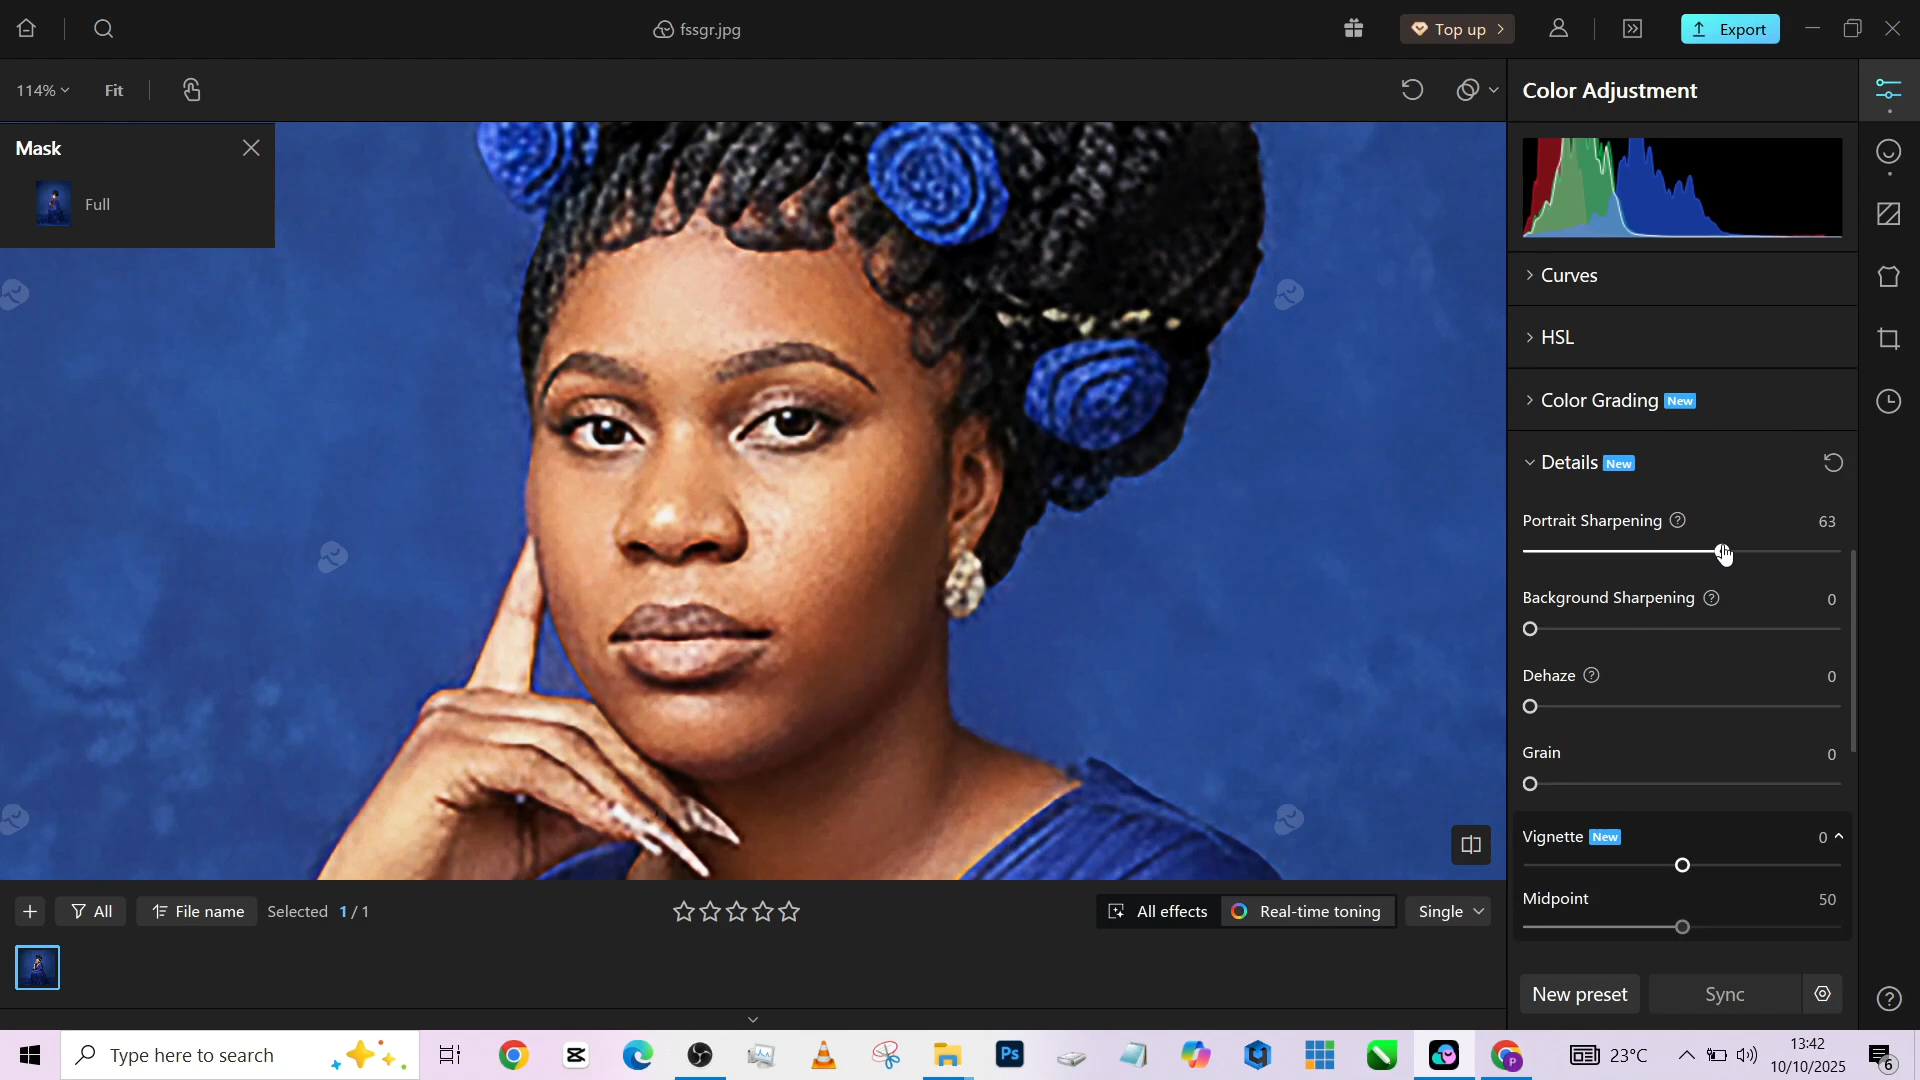 fssgr.jpg
Top up
Export
114%
Fit
Color Adjustment
Mask
Full
Curves
HSL
Color Grading New
Details New
Portrait Sharpening ? 63
Background Sharpening ? 0
Dehaze ? 0
Grain 0
Vignette New 0
Midpoint 50
All
File name
Selected 1/1
All effects
Real-time toning
Single
New preset
Sync
Type here to search
Ps
P
23°C
13:42
10/10/2025
6